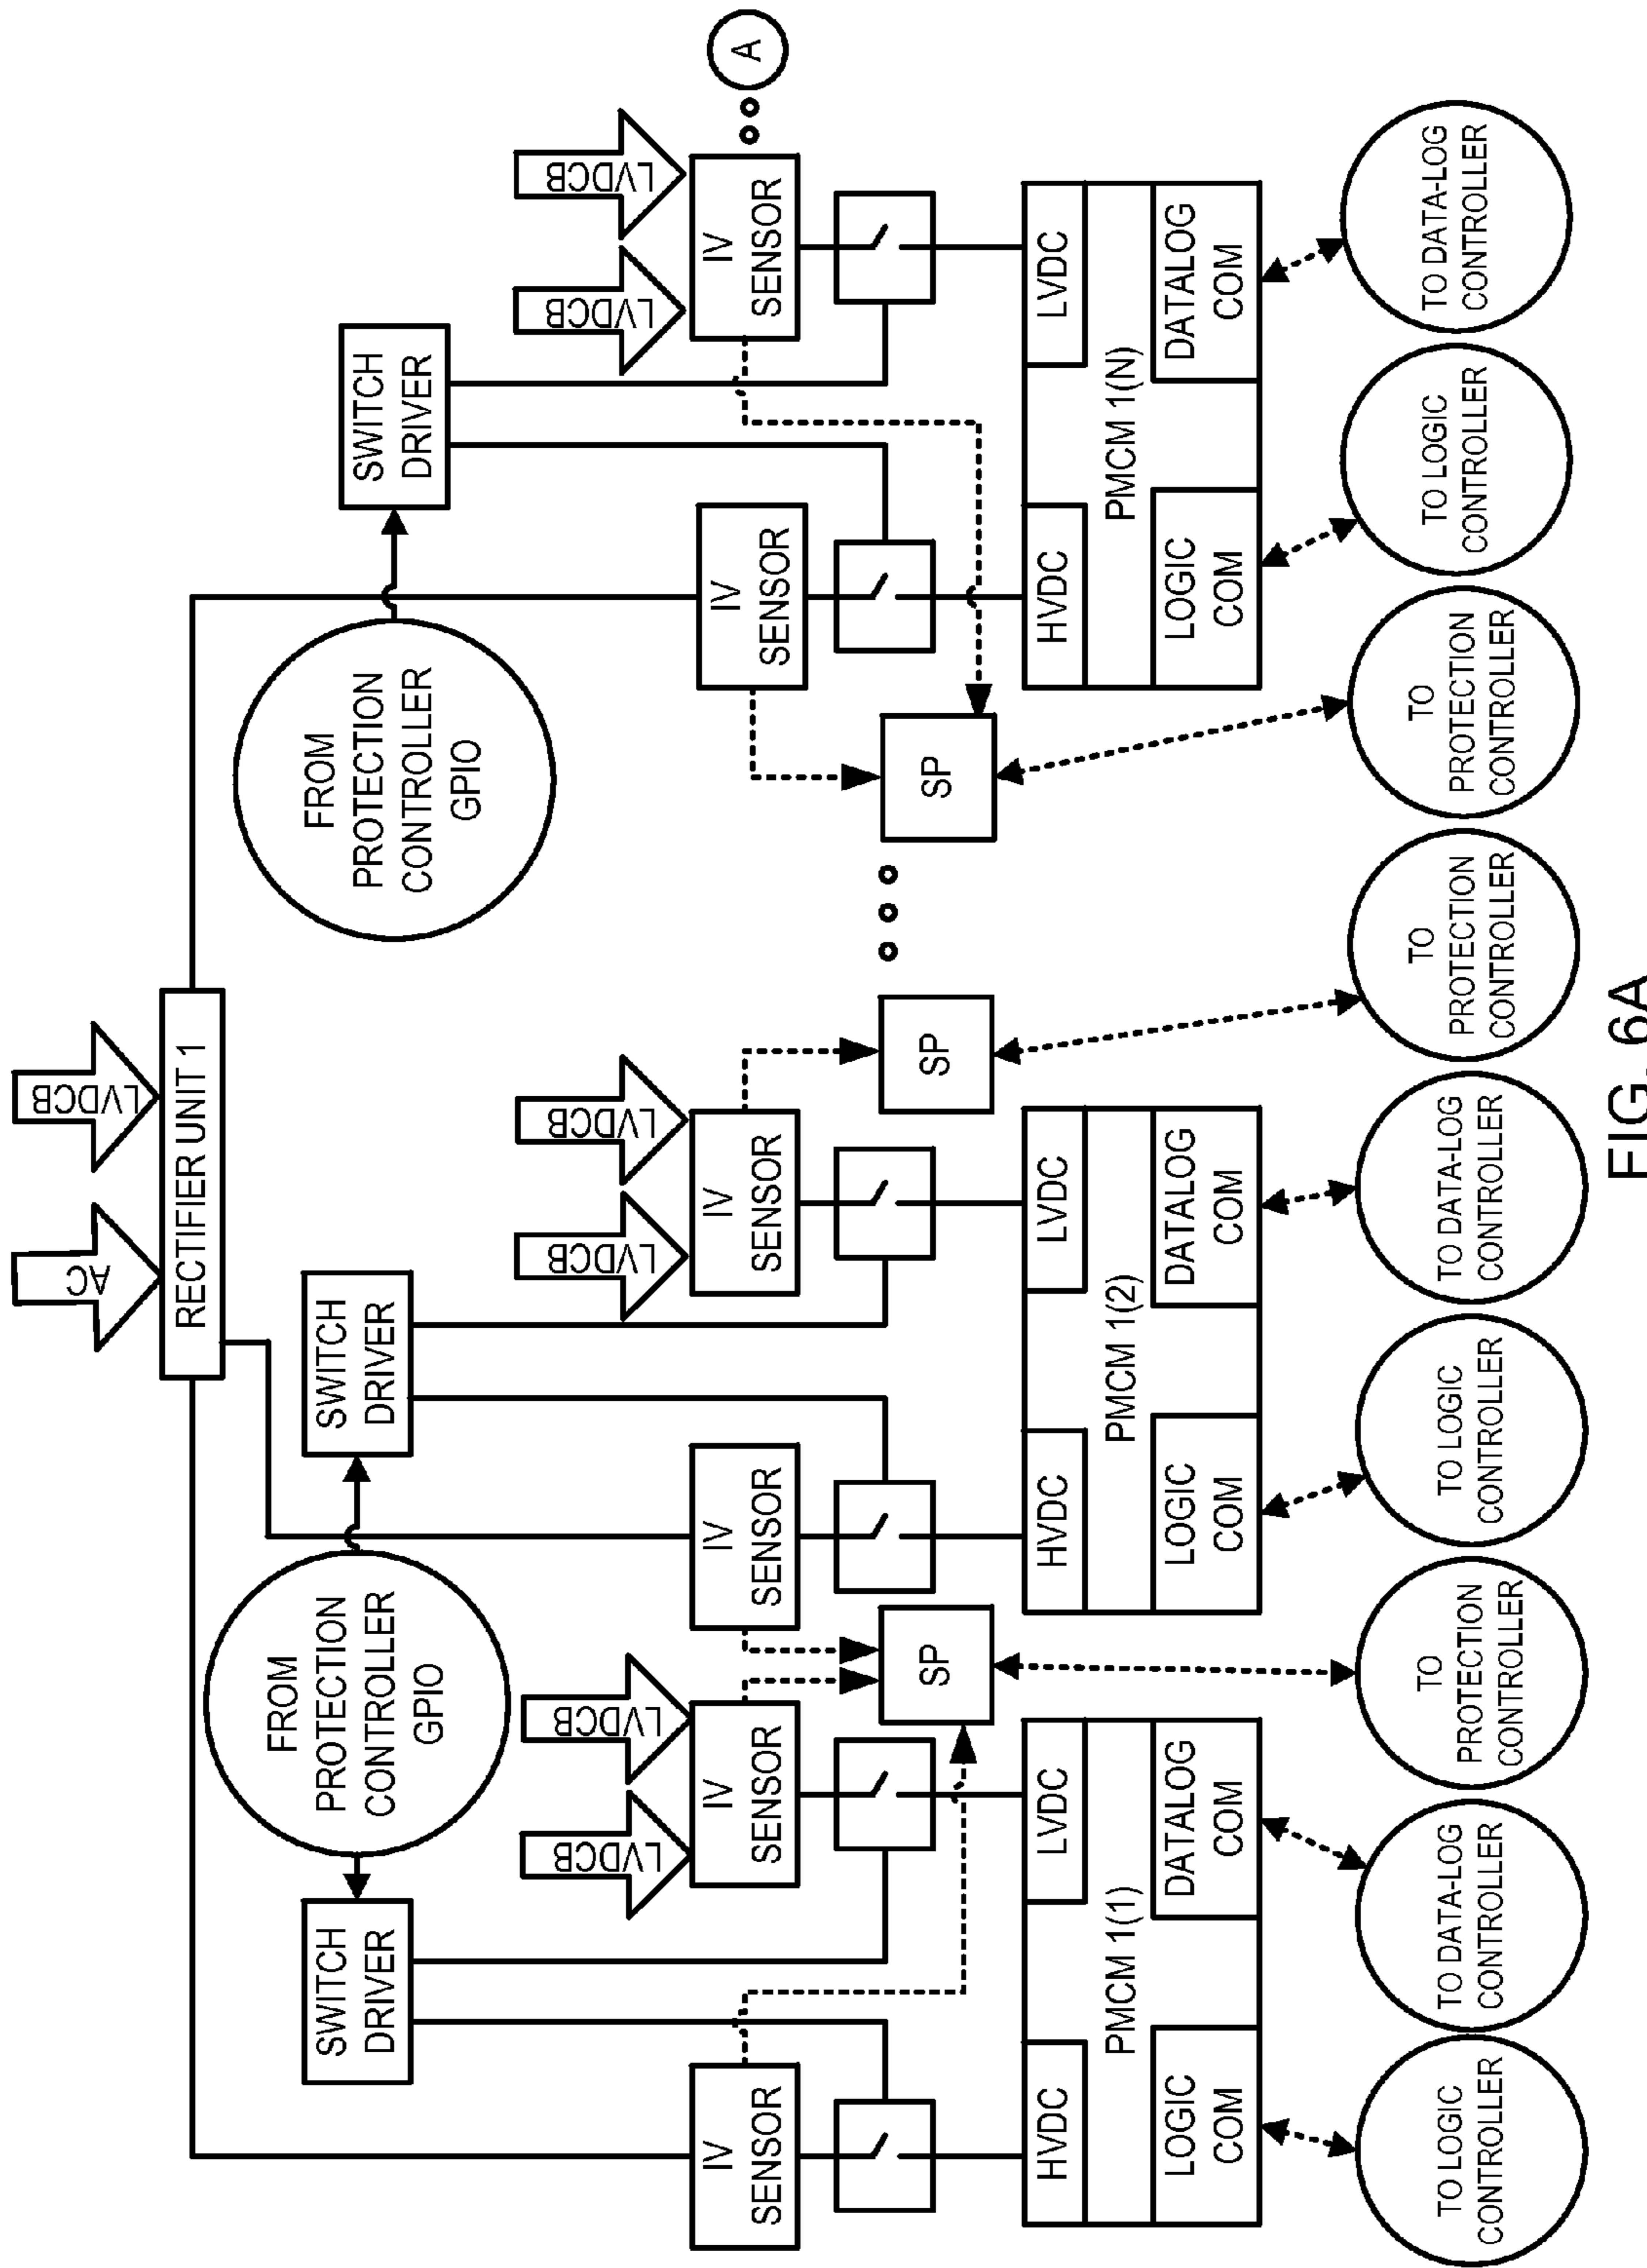 AC
LVDCB
RECTIFIER UNIT 1
FROM
PROTECTION
CONTROLLER
GPIO
FROM
PROTECTION
CONTROLLER
GPIO
SWITCH
DRIVER
SWITCH
DRIVER
SWITCH
DRIVER
LVDCB
LVDCB
LVDCB
LVDCB
LVDCB
LVDCB
IV
SENSOR
IV
SENSOR
IV
SENSOR
IV
SENSOR
IV
SENSOR
IV
SENSOR
A
SP
SP
SP
HVDC
LVDC
PMCM 1(1)
LOGIC
COM
DATALOG
COM
HVDC
LVDC
PMCM 1(2)
LOGIC
COM
DATALOG
COM
HVDC
LVDC
PMCM 1(N)
LOGIC
COM
DATALOG
COM
TO LOGIC
CONTROLLER
TO DATA-LOG
CONTROLLER
TO
PROTECTION
CONTROLLER
TO LOGIC
CONTROLLER
TO DATA-LOG
CONTROLLER
TO
PROTECTION
CONTROLLER
TO
PROTECTION
CONTROLLER
TO LOGIC
CONTROLLER
TO DATA-LOG
CONTROLLER
FIG. 6A